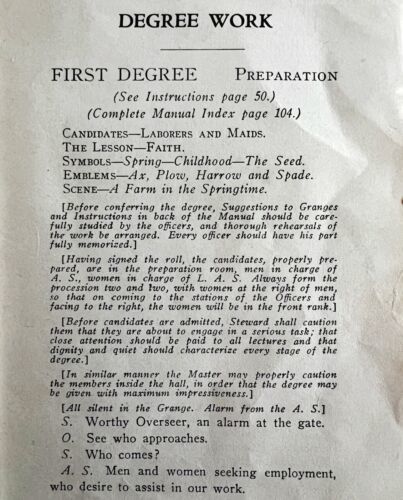 DEGREE WORK
FIRST DEGREE PREPARATION
(See Instructions page 50.)
(Complete Manual Index page 104.)
CANDIDATES—LABORERS AND MAIDS.
THE LESSON—FAITH.
SYMBOLS—Spring—Childhood—The Seed.
EMBLEMS—Ax, Plow, Harrow and Spade.
SCENE—A Farm in the Springtime.
[Before conferring the degree, Suggestions to Granges
and Instructions in back of the Manual should be care-
fully studied by the officers, and thorough rehearsals of
the work be arranged. Every officer should have his part
fully memorized.]
[Having signed the roll, the candidates, properly pre-
pared, are in the preparation room, men in charge of
A. S., women in charge of L. A. S. Always form the
procession two and two, with women at the right of men,
so that on coming to the stations of the Officers and
facing to the right, the women will be in the front rank.]
[Before candidates are admitted, Steward shall caution
them that they are about to engage in a serious task; that
close attention should be paid to all lectures and that
dignity and quiet should characterize every stage of the
degree.]
[In similar manner the Master may properly caution
the members inside the hall, in order that the degree may
be given with maximum impressiveness.]
[All silent in the Grange. Alarm from the A. S.]
S. Worthy Overseer, an alarm at the gate.
O. See who approaches.
S. Who comes?
A. S. Men and women seeking employment,
who desire to assist in our work.